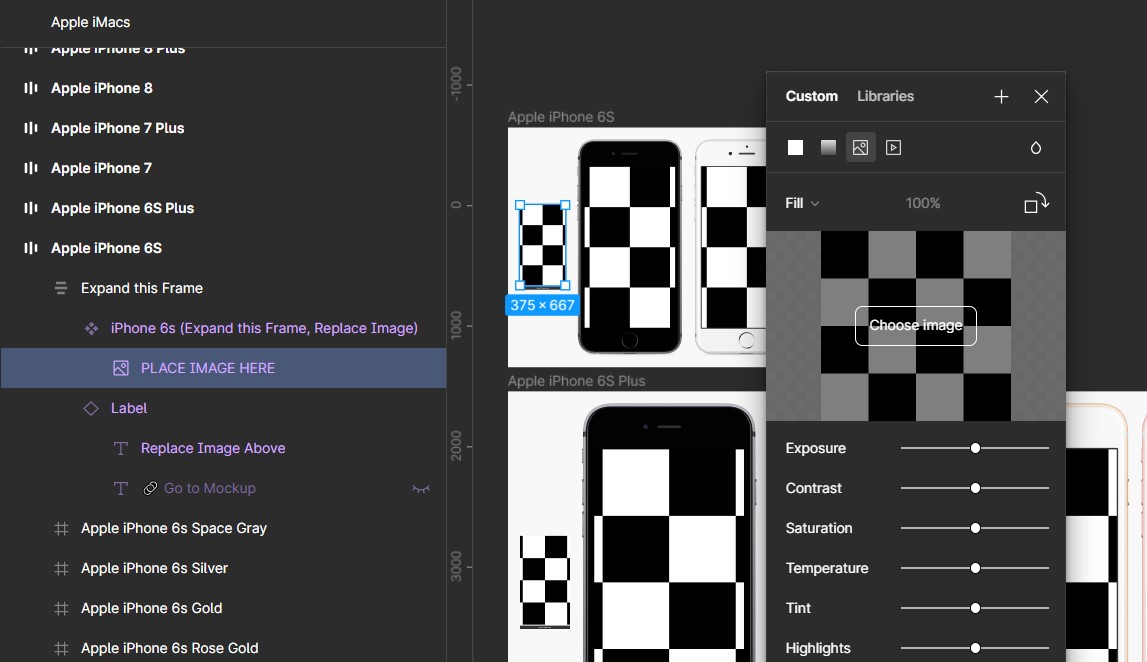 Apple iMacs
Apple iPhone 8 Plus
Apple iPhone 8
Apple iPhone 7 Plus
Apple iPhone 7
Apple iPhone 6S Plus
Apple iPhone 6S
Expand this Frame
iPhone 6s (Expand this Frame, Replace Image)
PLACE IMAGE HERE
Label
Replace Image Above
Go to Mockup
Apple iPhone 6s Space Gray
Apple iPhone 6s Silver
Apple iPhone 6s Gold
Apple iPhone 6s Rose Gold
-1000
0
1000
2000
3000
Apple iPhone 6S
375 × 667
Apple iPhone 6S Plus
Custom Libraries
Fill 100%
Choose image
Exposure
Contrast
Saturation
Temperature
Tint
Highlights